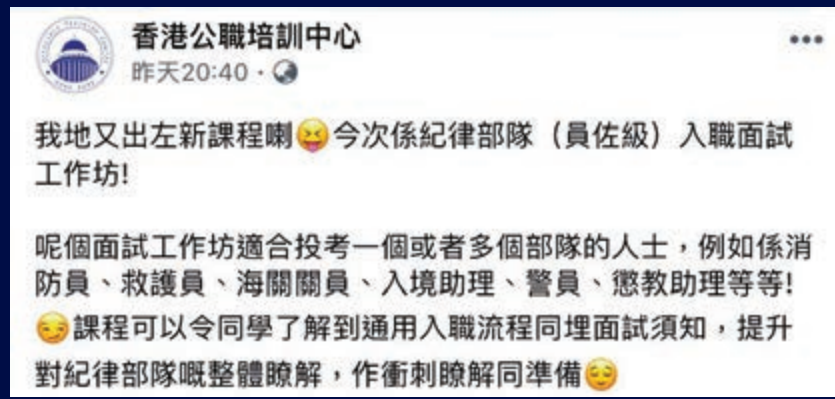 香港公職培訓中心
昨天20:40 ·
我地又出左新課程喇😝今次係紀律部隊（員佐級）入職面試
工作坊!
呢個面試工作坊適合投考一個或者多個部隊的人士，例如係消
防員、救護員、海關關員、入境助理、警員、懲教助理等等!
😏課程可以令同學了解到通用入職流程同埋面試須知，提升
對紀律部隊嘅整體瞭解，作衝刺瞭解同準備😌